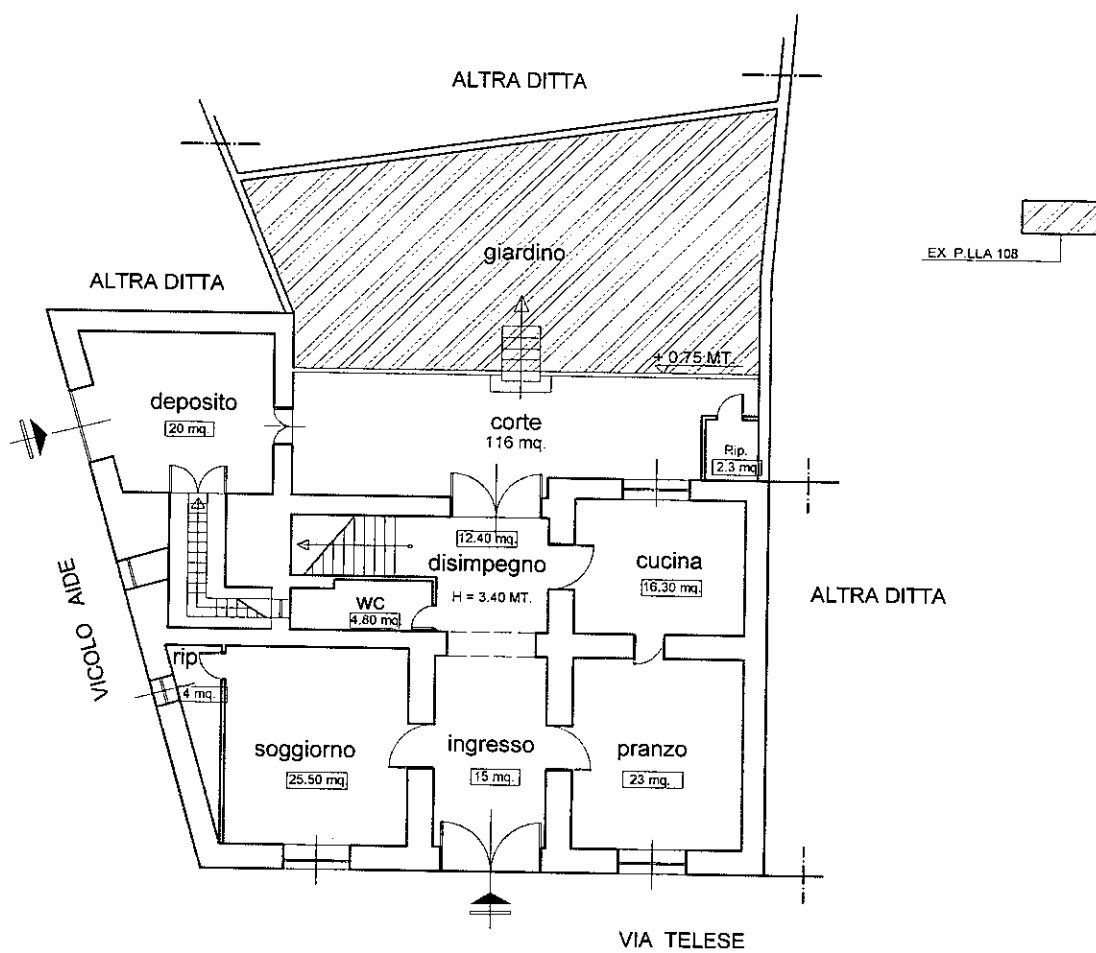 ALTRA DITTA
giardino
EX P.LLA 108
ALTRA DITTA
+ 0.75 MT.
deposito
20 mq.
corte
116 mq.
Rip.
2.3 mq
12.40 mq.
disimpegno
H = 3.40 MT.
cucina
16.30 mq.
WC
4.80 mq.
ALTRA DITTA
VICOLO AIDE
rip
4 mq.
soggiorno
25.50 mq.
ingresso
15 mq.
pranzo
23 mq.
VIA TELESE